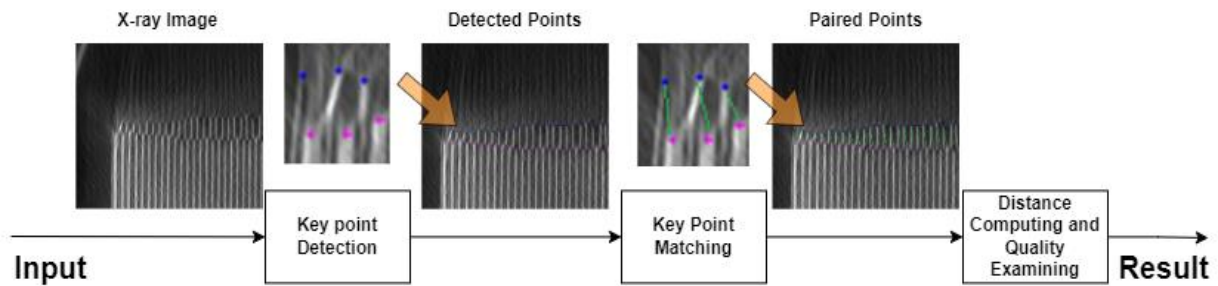 X-ray Image
Detected Points
Paired Points
Key point
Detection
Key Point
Matching
Distance
Computing and
Quality
Examining
Input
Result